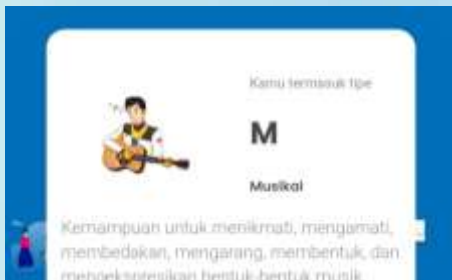 Kamu termasuk tipe
M
Musikal
Kemampuan untuk menikmati, mengamati,
membedakan, mengarang, membentuk, dan
mengekspresikan bentuk-bentuk musik